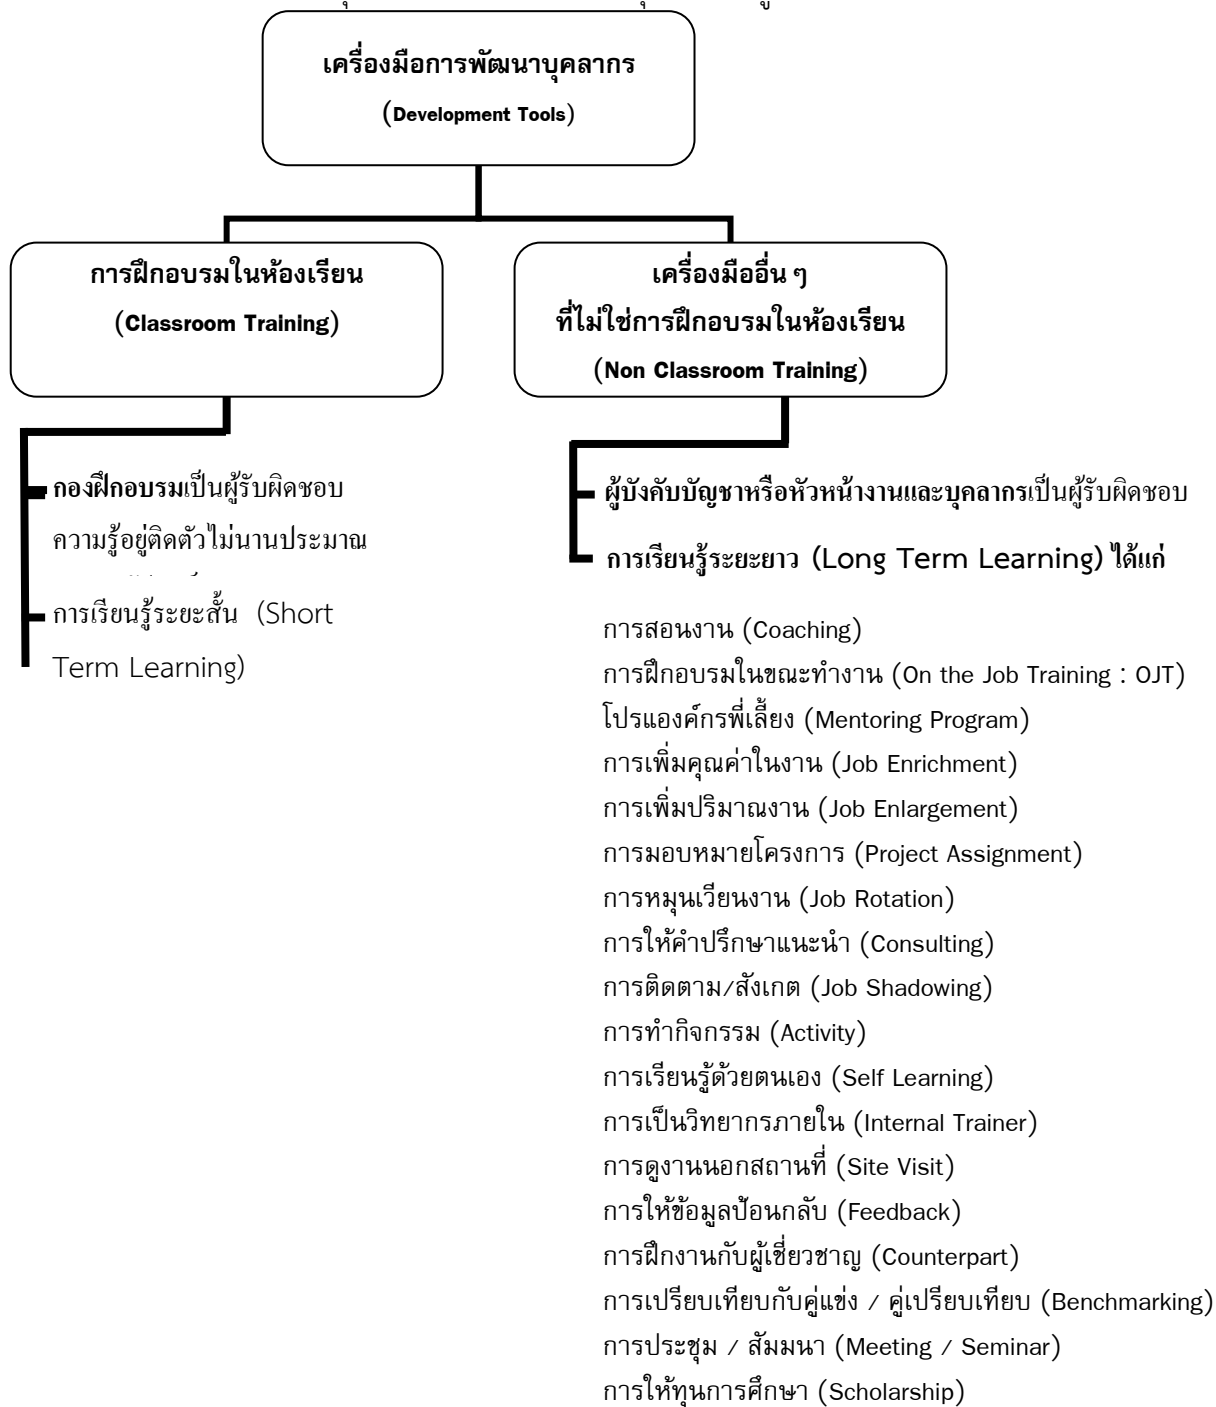 เครื่องมือการพัฒนาบุคลากร
(Development Tools)
การฝึกอบรมในห้องเรียน
(Classroom Training)
เครื่องมืออื่น ๆ
ที่ไม่ใช่การฝึกอบรมในห้องเรียน
(Non Classroom Training)
กองฝึกอบรมเป็นผู้รับผิดชอบ
ความรู้อยู่ติดตัวไม่นานประมาณ
การเรียนรู้ระยะสั้น (Short
Term Learning)
ผู้บังคับบัญชาหรือหัวหน้างานและบุคลากรเป็นผู้รับผิดชอบ
การเรียนรู้ระยะยาว (Long Term Learning) ได้แก่
การสอนงาน (Coaching)
การฝึกอบรมในขณะทำงาน (On the Job Training : OJT)
โปรแองค์กรพี่เลี้ยง (Mentoring Program)
การเพิ่มคุณค่าในงาน (Job Enrichment)
การเพิ่มปริมาณงาน (Job Enlargement)
การมอบหมายโครงการ (Project Assignment)
การหมุนเวียนงาน (Job Rotation)
การให้คำปรึกษาแนะนำ (Consulting)
การติดตาม/สังเกต (Job Shadowing)
การทำกิจกรรม (Activity)
การเรียนรู้ด้วยตนเอง (Self Learning)
การเป็นวิทยากรภายใน (Internal Trainer)
การดูงานนอกสถานที่ (Site Visit)
การให้ข้อมูลป้อนกลับ (Feedback)
การฝึกงานกับผู้เชี่ยวชาญ (Counterpart)
การเปรียบเทียบกับคู่แข่ง / คู่เปรียบเทียบ (Benchmarking)
การประชุม / สัมมนา (Meeting / Seminar)
การให้ทุนการศึกษา (Scholarship)